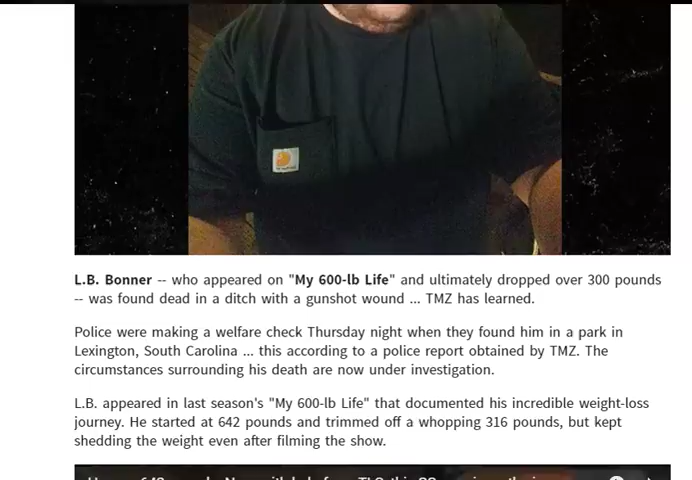 L.B. Bonner -- who appeared on "My 600-lb Life" and ultimately dropped over 300 pounds
-- was found dead in a ditch with a gunshot wound ... TMZ has learned.
Police were making a welfare check Thursday night when they found him in a park in
Lexington, South Carolina ... this according to a police report obtained by TMZ. The
circumstances surrounding his death are now under investigation.
L.B. appeared in last season's "My 600-lb Life" that documented his incredible weight-loss
journey. He started at 642 pounds and trimmed off a whopping 316 pounds, but kept
shedding the weight even after filming the show.